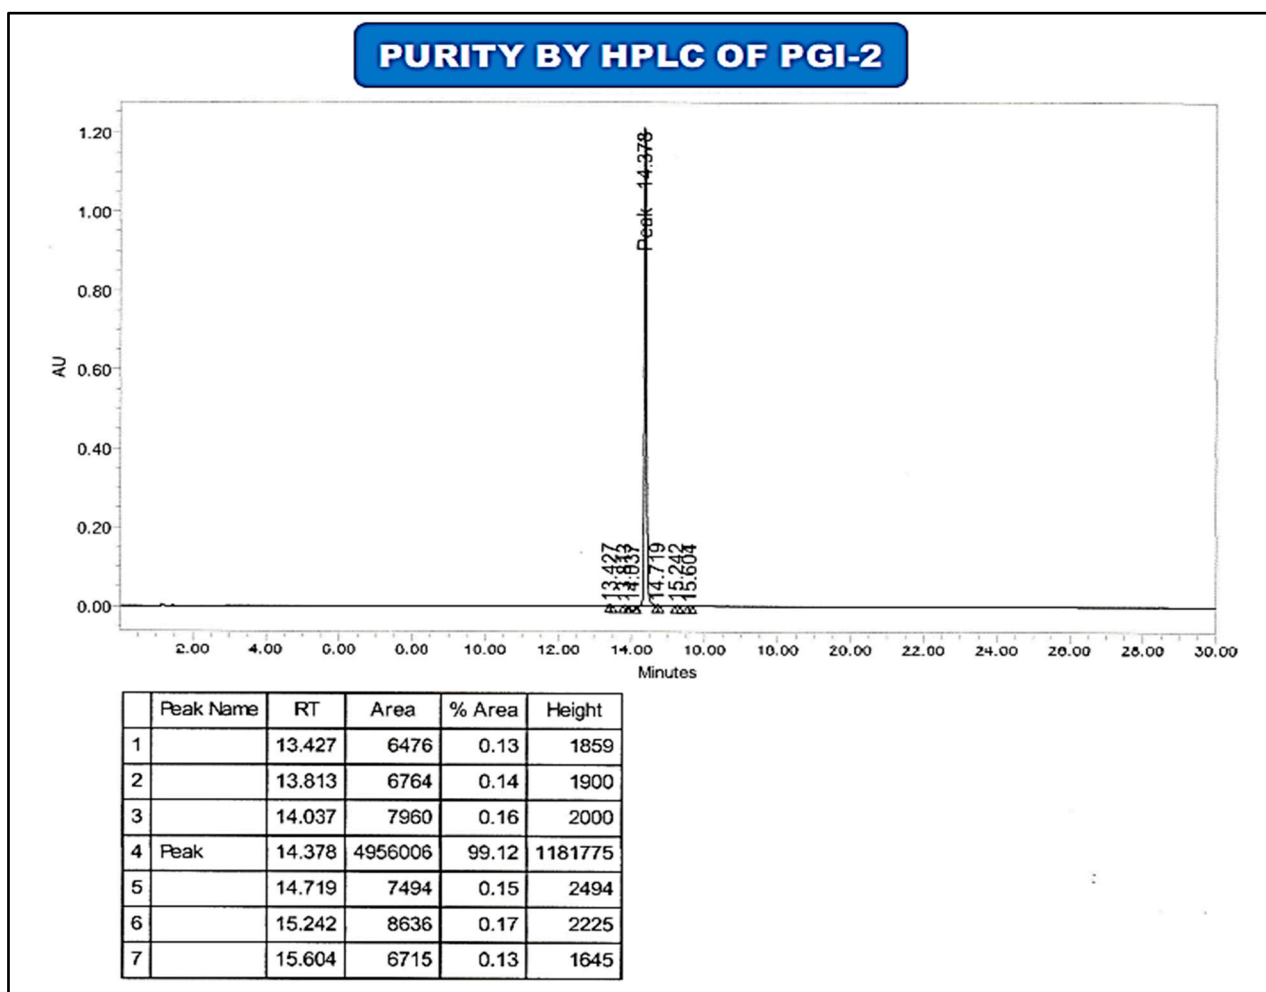 PURITY BY HPLC OF PGI-2
1.20
1.00
0.80
0.60
0.40
0.20
0.00
AU
Peak 14.378
13.427
13.813
14.037
14.719
15.242
15.604
2.00 4.00 10.00 12.00 14.00 20.00 22.00 24.00 30.00
Minutes
Peak Name RT Area % Area Height
1 13.427 6476 0.13 1859
2 13.813 6764 0.14 1900
3 14.037 7960 0.16 2000
4 Peak 14.378 4956006 99.12 1181775
5 14.719 7494 0.15 2494
6 15.242 8636 0.17 2225
7 15.604 6715 0.13 1645